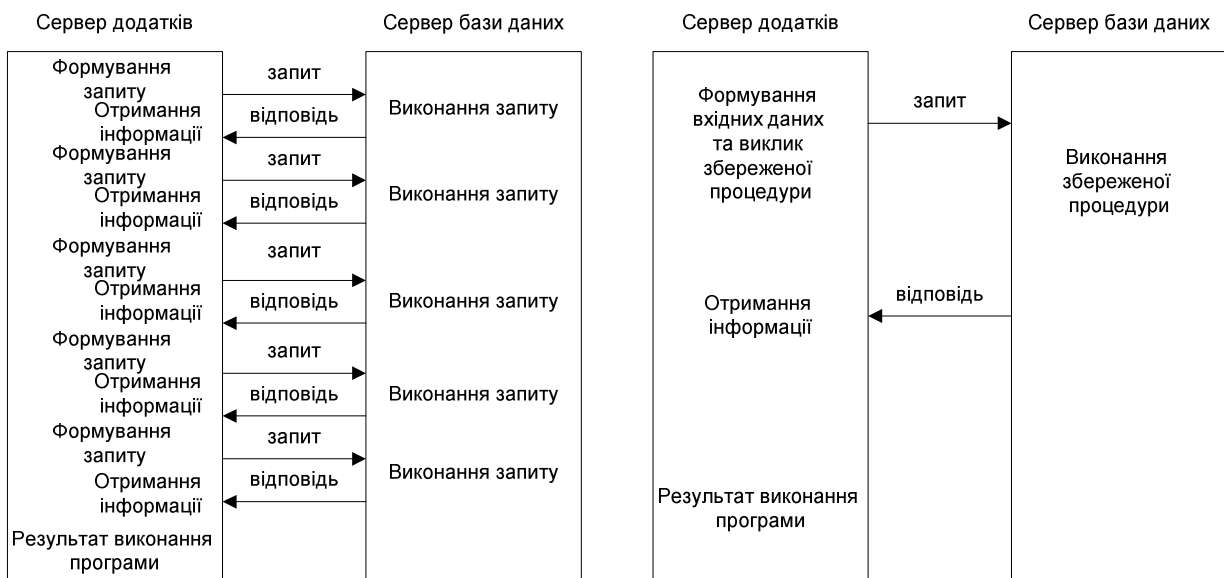 Сервер додатків
Сервер бази даних
Формування
запиту
запит
Отримання
інформації
відповідь
Виконання запиту
Формування
запиту
запит
Отримання
інформації
відповідь
Виконання запиту
Формування
запиту
запит
Отримання
інформації
відповідь
Виконання запиту
Формування
запиту
запит
Отримання
інформації
відповідь
Виконання запиту
Формування
запиту
запит
Отримання
інформації
відповідь
Виконання запиту
Результат виконання
програми
Сервер додатків
Сервер бази даних
Формування
вхідних даних
та виклик
збереженої
процедури
запит
Виконання
збереженої
процедури
відповідь
Отримання
інформації
Результат виконання
програми